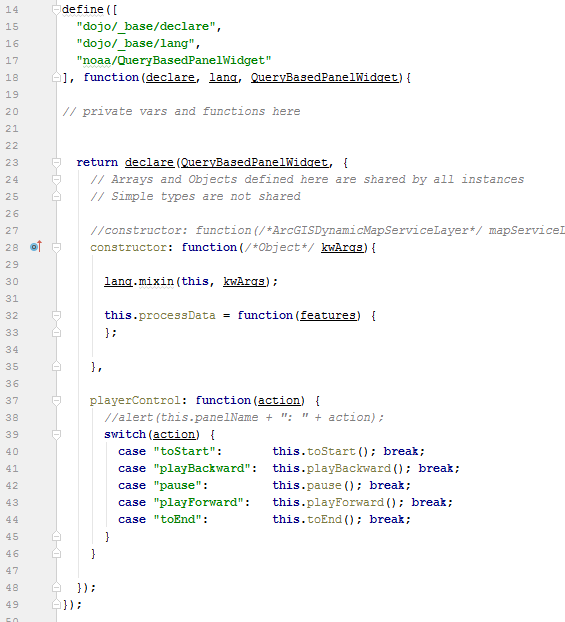 14 define([
15 "dojo/_base/declare",
16 "dojo/_base/lang",
17 "noaa/QueryBasedPanelWidget"
18 ], function(declare, lang, QueryBasedPanelWidget){
19
20 // private vars and functions here
21
22
23 return declare(QueryBasedPanelWidget, {
24 // Arrays and Objects defined here are shared by all instances
25 // Simple types are not shared
26
27 //constructor: function(/*ArcGISDynamicMapServiceLayer*/ mapServiceL
28 constructor: function(/*Object*/ kwArgs){
29
30 lang.mixin(this, kwArgs);
31
32 this.processData = function(features) {
33 };
34
35 },
36
37 playerControl: function(action) {
38 //alert(this.panelName + ": " + action);
39 switch(action) {
40 case "toStart": this.toStart(); break;
41 case "playBackward": this.playBackward(); break;
42 case "pause": this.pause(); break;
43 case "playForward": this.playForward(); break;
44 case "toEnd": this.toEnd(); break;
45 }
46 }
47
48 });
49 });